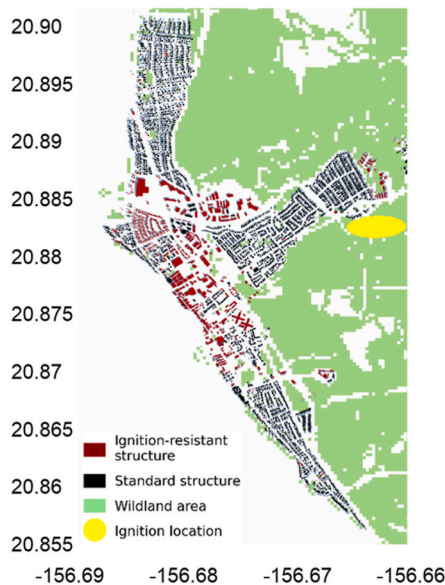 20.90
20.895
20.89
20.885
20.88
20.875
20.87
20.865
20.86
20.855
Ignition-resistant
structure
Standard structure
Wildland area
Ignition location
-156.69 -156.68 -156.67 -156.66